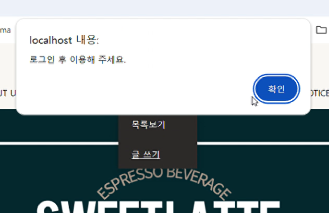 localhost 내용:
로그인 후 이용해 주세요.
확인
목록보기
글 쓰기
ESPRESSO BEVERAGE